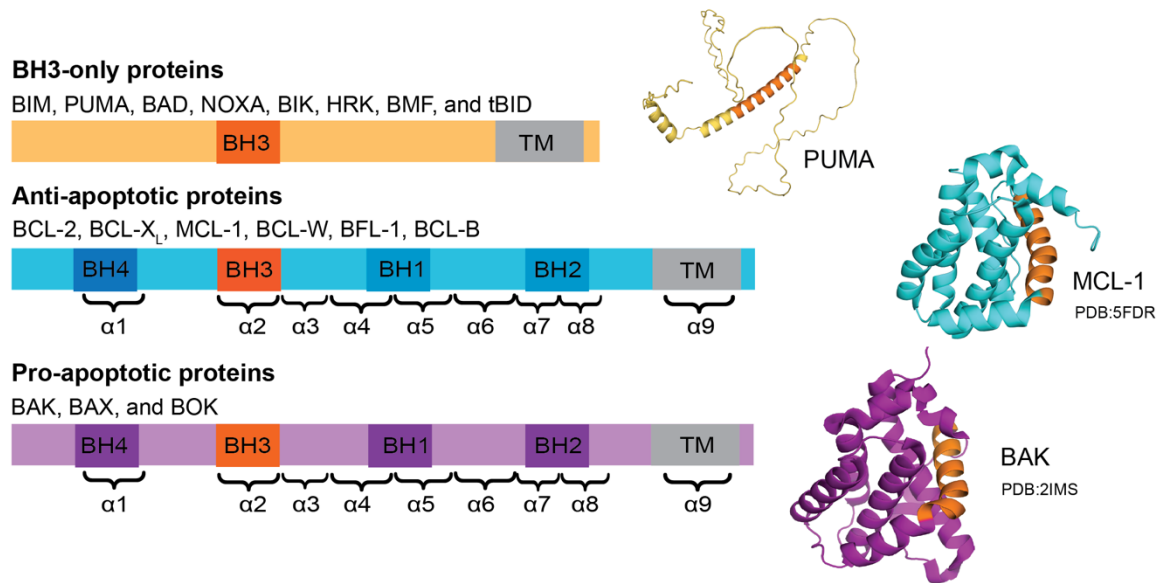 BH3-only proteins
BIM, PUMA, BAD, NOXA, BIK, HRK, BMF, and tBID
BH3 TM
PUMA
Anti-apoptotic proteins
BCL-2, BCL-XL, MCL-1, BCL-W, BFL-1, BCL-B
BH4 BH3 BH1 BH2 TM
α1 α2 α3 α4 α5 α6 α7 α8 α9
MCL-1
PDB:5FDR
Pro-apoptotic proteins
BAK, BAX, and BOK
BH4 BH3 BH1 BH2 TM
α1 α2 α3 α4 α5 α6 α7 α8 α9
BAK
PDB:2IMS